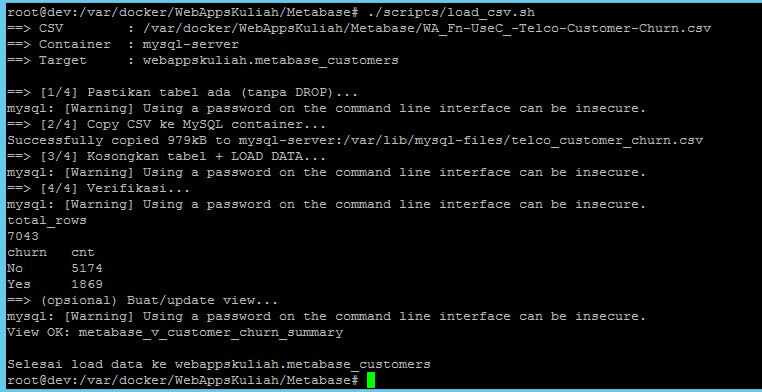 root@dev:/var/docker/WebAppsKuliah/Metabase# ./scripts/load_csv.sh
==> CSV        : /var/docker/WebAppsKuliah/Metabase/WA_Fn-UseC_-Telco-Customer-Churn.csv
==> Container  : mysql-server
==> Target     : webappskuliah.metabase_customers
==> [1/4] Pastikan tabel ada (tanpa DROP)...
mysql: [Warning] Using a password on the command line interface can be insecure.
==> [2/4] Copy CSV ke MySQL container...
Successfully copied 979kB to mysql-server:/var/lib/mysql-files/telco_customer_churn.csv
==> [3/4] Kosongkan tabel + LOAD DATA...
mysql: [Warning] Using a password on the command line interface can be insecure.
==> [4/4] Verifikasi...
mysql: [Warning] Using a password on the command line interface can be insecure.
total_rows
7043
churn   cnt
No      5174
Yes     1869
==> (opsional) Buat/update view...
mysql: [Warning] Using a password on the command line interface can be insecure.
View OK: metabase_v_customer_churn_summary
Selesai load data ke webappskuliah.metabase_customers
root@dev:/var/docker/WebAppsKuliah/Metabase#